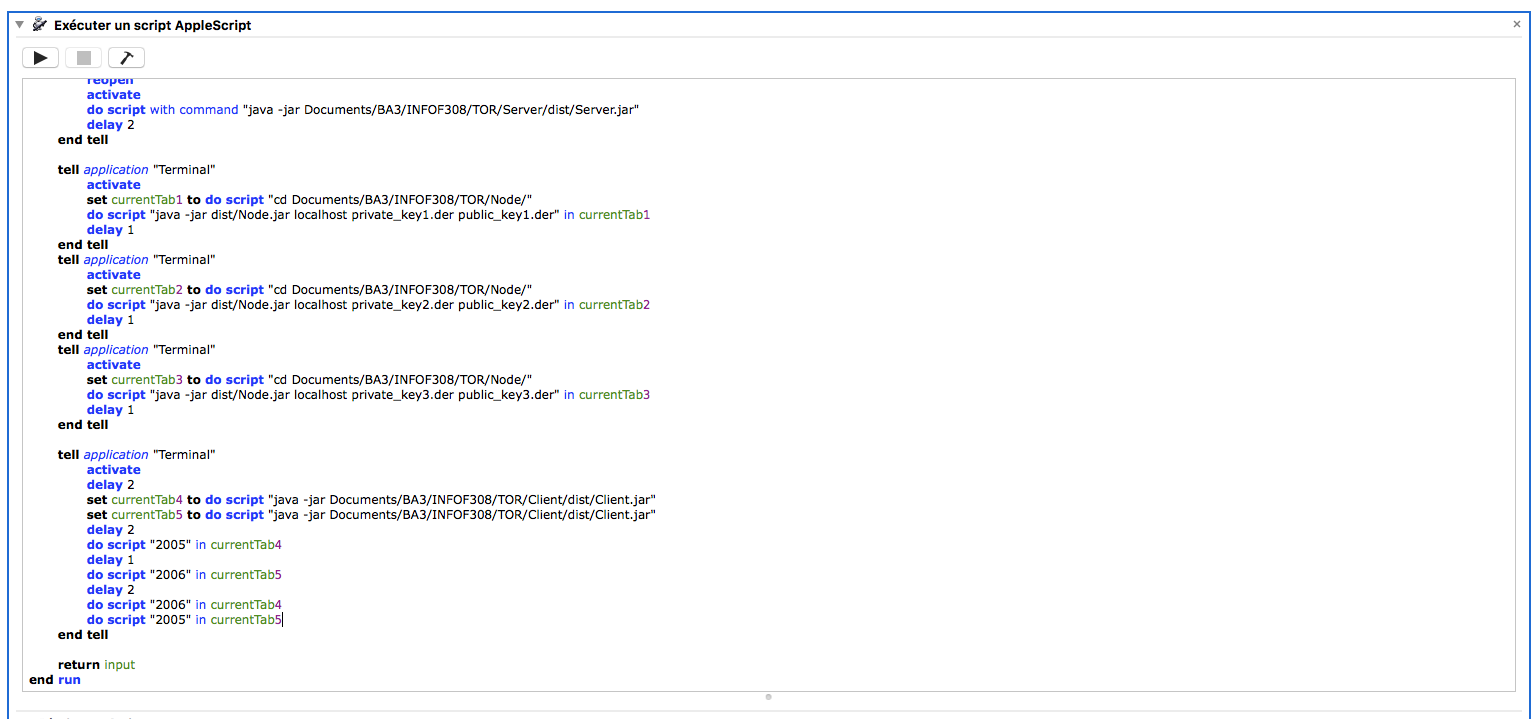 Exécuter un script AppleScript
reopen
activate
do script with command "java -jar Documents/BA3/INFOF308/TOR/Server/dist/Server.jar"
delay 2
end tell
tell application "Terminal"
activate
set currentTab1 to do script "cd Documents/BA3/INFOF308/TOR/Node/"
do script "java -jar dist/Node.jar localhost private_key1.der public_key1.der" in currentTab1
delay 1
end tell
tell application "Terminal"
activate
set currentTab2 to do script "cd Documents/BA3/INFOF308/TOR/Node/"
do script "java -jar dist/Node.jar localhost private_key2.der public_key2.der" in currentTab2
delay 1
end tell
tell application "Terminal"
activate
set currentTab3 to do script "cd Documents/BA3/INFOF308/TOR/Node/"
do script "java -jar dist/Node.jar localhost private_key3.der public_key3.der" in currentTab3
delay 1
end tell
tell application "Terminal"
activate
delay 2
set currentTab4 to do script "java -jar Documents/BA3/INFOF308/TOR/Client/dist/Client.jar"
set currentTab5 to do script "java -jar Documents/BA3/INFOF308/TOR/Client/dist/Client.jar"
delay 2
do script "2005" in currentTab4
delay 1
do script "2006" in currentTab5
delay 2
do script "2006" in currentTab4
do script "2005" in currentTab5
end tell
return input
end run